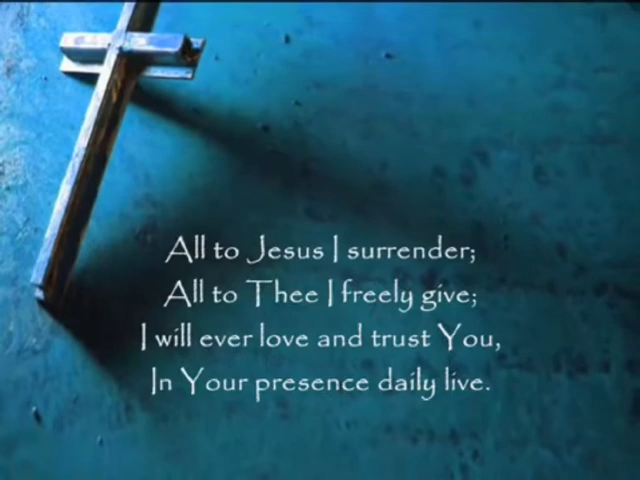 All to Jesus I surrender;
All to Thee I freely give;
I will ever love and trust You,
In Your presence daily live.